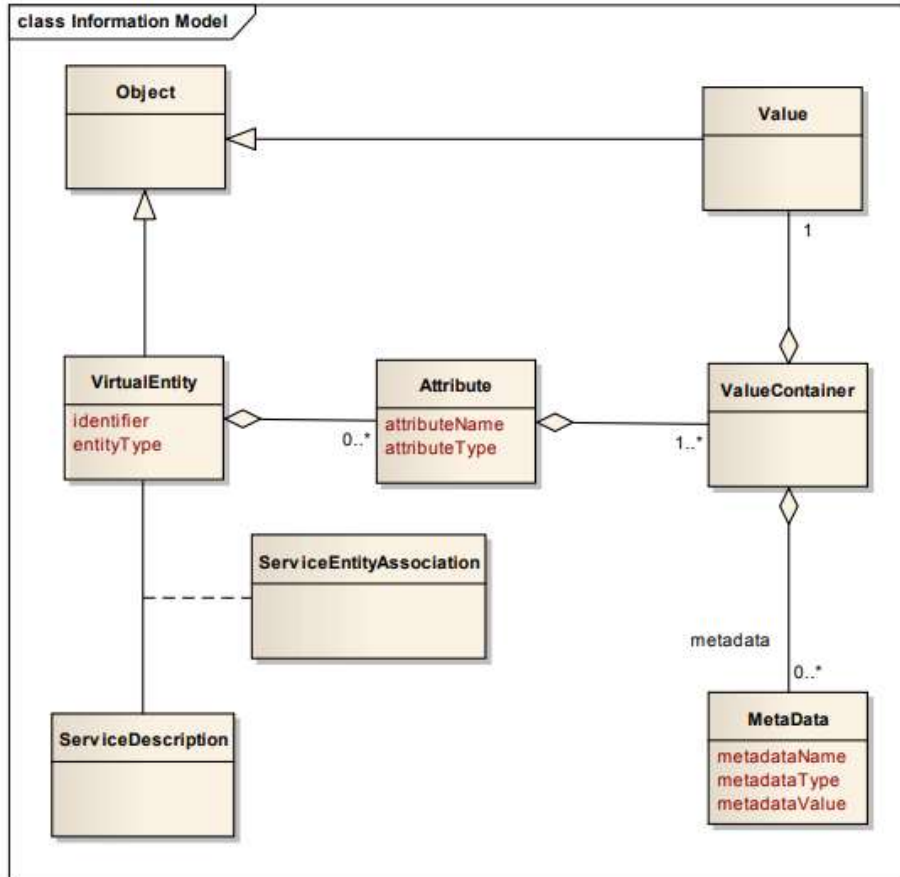 class Information Model
Object
Value
1
VirtualEntity
identifier
entityType
0..*
Attribute
attributeName
attributeType
1..*
ValueContainer
ServiceEntityAssociation
metadata
0..*
ServiceDescription
MetaData
metadataName
metadataType
metadataValue